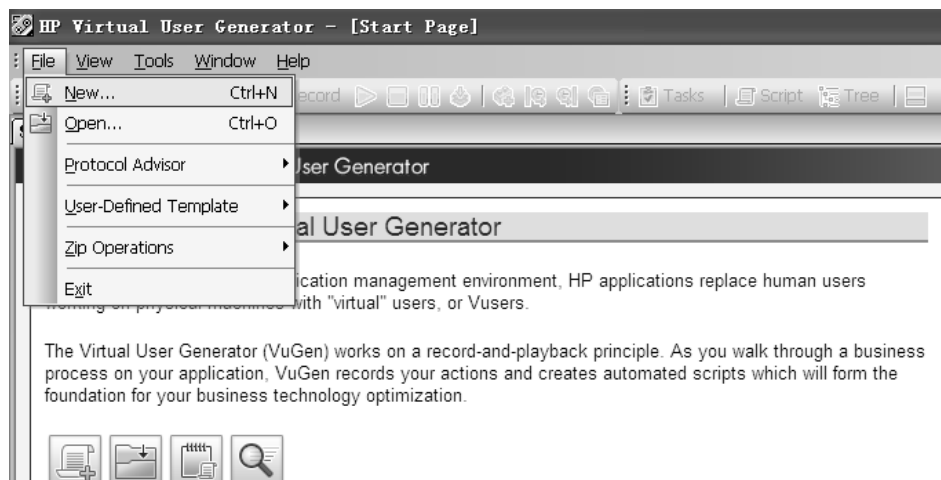 HP Virtual User Generator - [Start Page]
File View Tools Window Help
New... Ctrl+N
ecord Tasks Script Tree
Open... Ctrl+O
Protocol Advisor
User Generator
User-Defined Template
al User Generator
Zip Operations
ication management environment, HP applications replace human users
Exit
with "virtual" users, or Vusers.
The Virtual User Generator (VuGen) works on a record-and-playback principle. As you walk through a business
process on your application, VuGen records your actions and creates automated scripts which will form the
foundation for your business technology optimization.